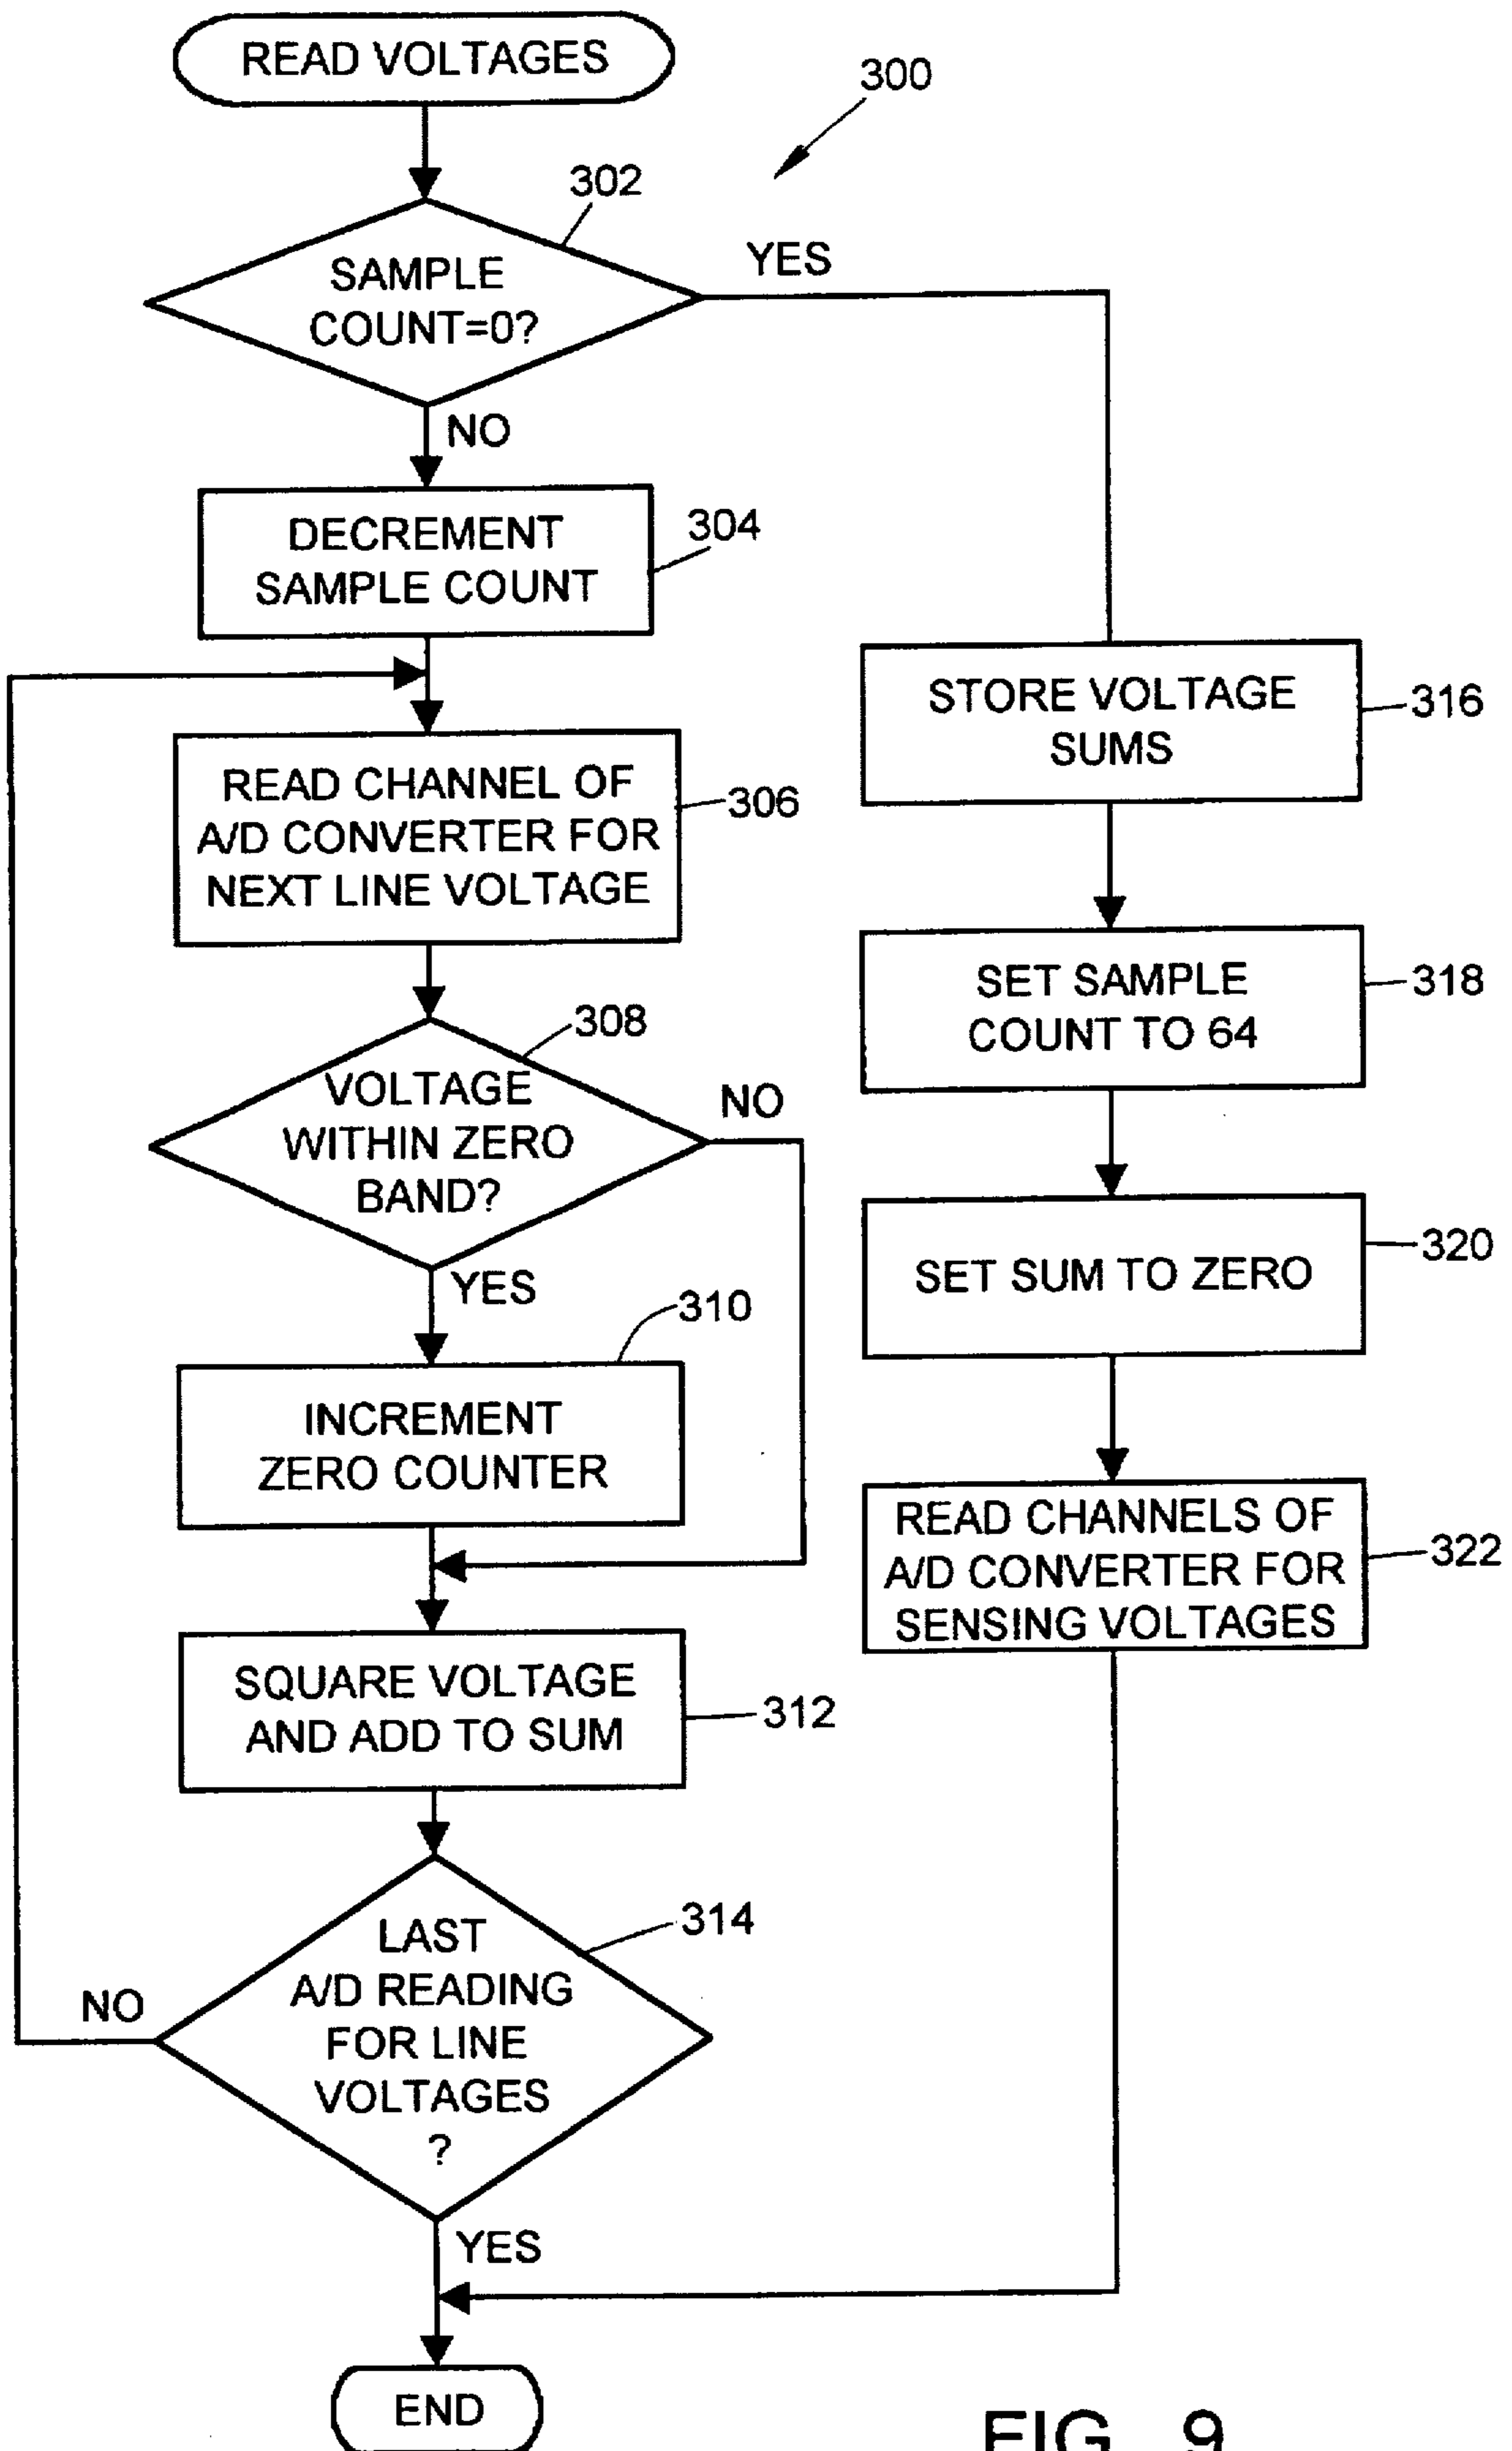 READ VOLTAGES
300
302
SAMPLE
COUNT=0?
YES
NO
DECREMENT
SAMPLE COUNT
304
READ CHANNEL OF
A/D CONVERTER FOR
NEXT LINE VOLTAGE
306
308
VOLTAGE
WITHIN ZERO
BAND?
NO
YES
310
INCREMENT
ZERO COUNTER
SQUARE VOLTAGE
AND ADD TO SUM
312
314
LAST
A/D READING
FOR LINE
VOLTAGES
?
NO
YES
STORE VOLTAGE
SUMS
316
SET SAMPLE
COUNT TO 64
318
SET SUM TO ZERO
320
READ CHANNELS OF
A/D CONVERTER FOR
SENSING VOLTAGES
322
END
FIG. 9